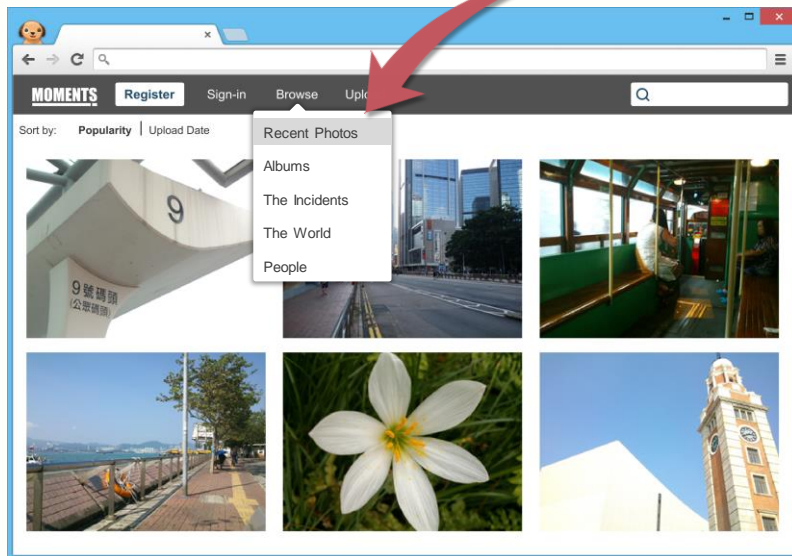 MOMENTS Register Sign-in Browse
Sort by: Popularity Upload Date
Recent Photos
Albums
The Incidents
The World
People
9
9號碼頭
(公眾碼頭)